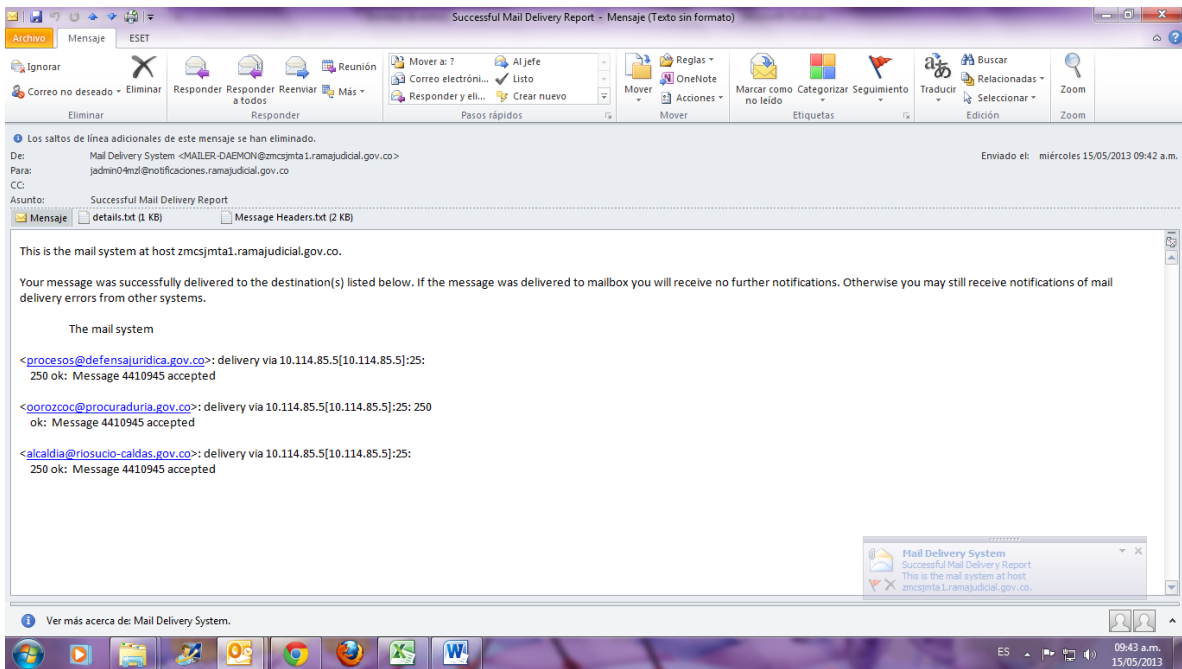 Successful Mail Delivery Report - Mensaje (Texto sin formato)
Archivo Mensaje ESET
Ignorar
Correo no deseado
Eliminar
Eliminar
Responder
Responder a todos
Reenviar
Reunión
Más
Responder
Mover a: ?
Correo electróni...
Responder y eli...
Al jefe
Listo
Crear nuevo
Pasos rápidos
Mover
Reglas
OneNote
Acciones
Mover
Marcar como no leído
Categorizar
Seguimiento
Etiquetas
Traducir
Buscar
Relacionadas
Seleccionar
Edición
Zoom
Zoom
Los saltos de línea adicionales de este mensaje se han eliminado.
De: Mail Delivery System <MAILER-DAEMON@zmcsjmta1.ramajudicial.gov.co> Enviado el: miércoles 15/05/2013 09:42 a.m.
Para: jadmin04mzl@notificaciones.ramajudicial.gov.co
CC:
Asunto: Successful Mail Delivery Report
Mensaje details.txt (1 KB) Message Headers.txt (2 KB)
This is the mail system at host zmcsjmta1.ramajudicial.gov.co.
Your message was successfully delivered to the destination(s) listed below. If the message was delivered to mailbox you will receive no further notifications. Otherwise you may still receive notifications of mail
delivery errors from other systems.
The mail system
<procesos@defensajuridica.gov.co>: delivery via 10.114.85.5[10.114.85.5]:25:
250 ok: Message 4410945 accepted
<oorozcoc@procuraduria.gov.co>: delivery via 10.114.85.5[10.114.85.5]:25: 250
ok: Message 4410945 accepted
<alcaldia@riosucio-caldas.gov.co>: delivery via 10.114.85.5[10.114.85.5]:25:
250 ok: Message 4410945 accepted
Mail Delivery System
Successful Mail Delivery Report
This is the mail system at host
zmcsjmta1.ramajudicial.gov.co.
Ver más acerca de: Mail Delivery System.
ES
09:43 a.m.
15/05/2013